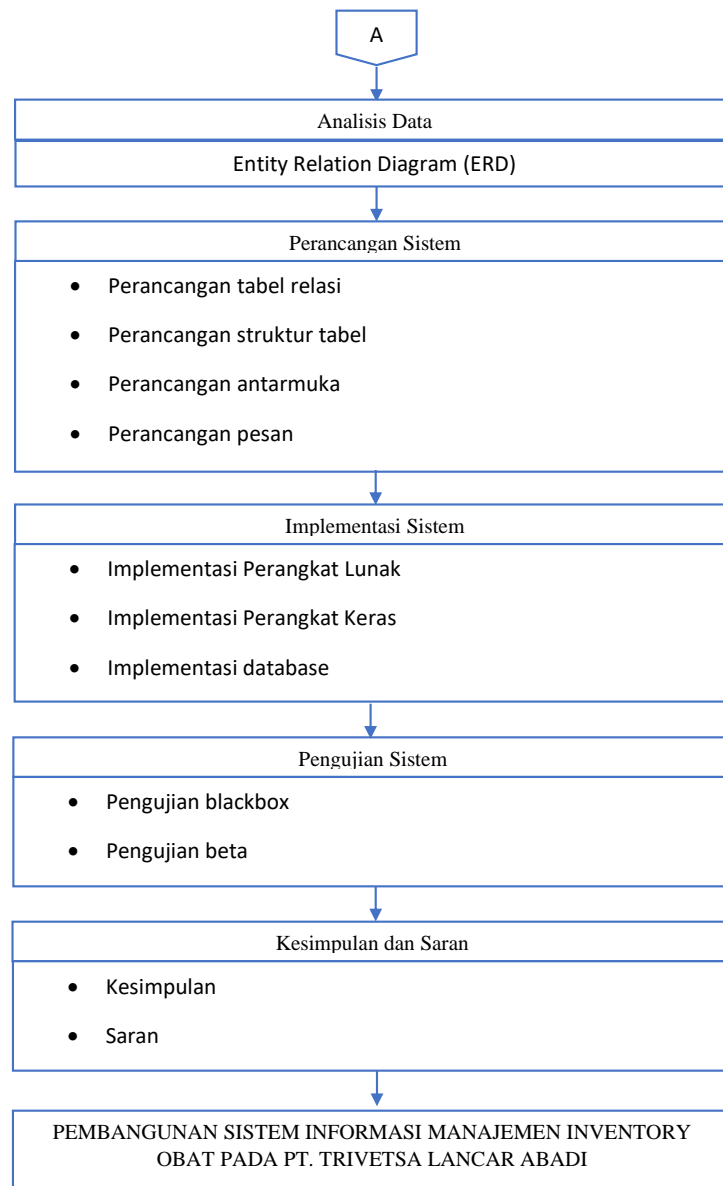 A
Analisis Data
Entity Relation Diagram (ERD)
Perancangan Sistem
• Perancangan tabel relasi
• Perancangan struktur tabel
• Perancangan antarmuka
• Perancangan pesan
Implementasi Sistem
• Implementasi Perangkat Lunak
• Implementasi Perangkat Keras
• Implementasi database
Pengujian Sistem
• Pengujian blackbox
• Pengujian beta
Kesimpulan dan Saran
• Kesimpulan
• Saran
PEMBANGUNAN SISTEM INFORMASI MANAJEMEN INVENTORY
OBAT PADA PT. TRIVETSA LANCAR ABADI